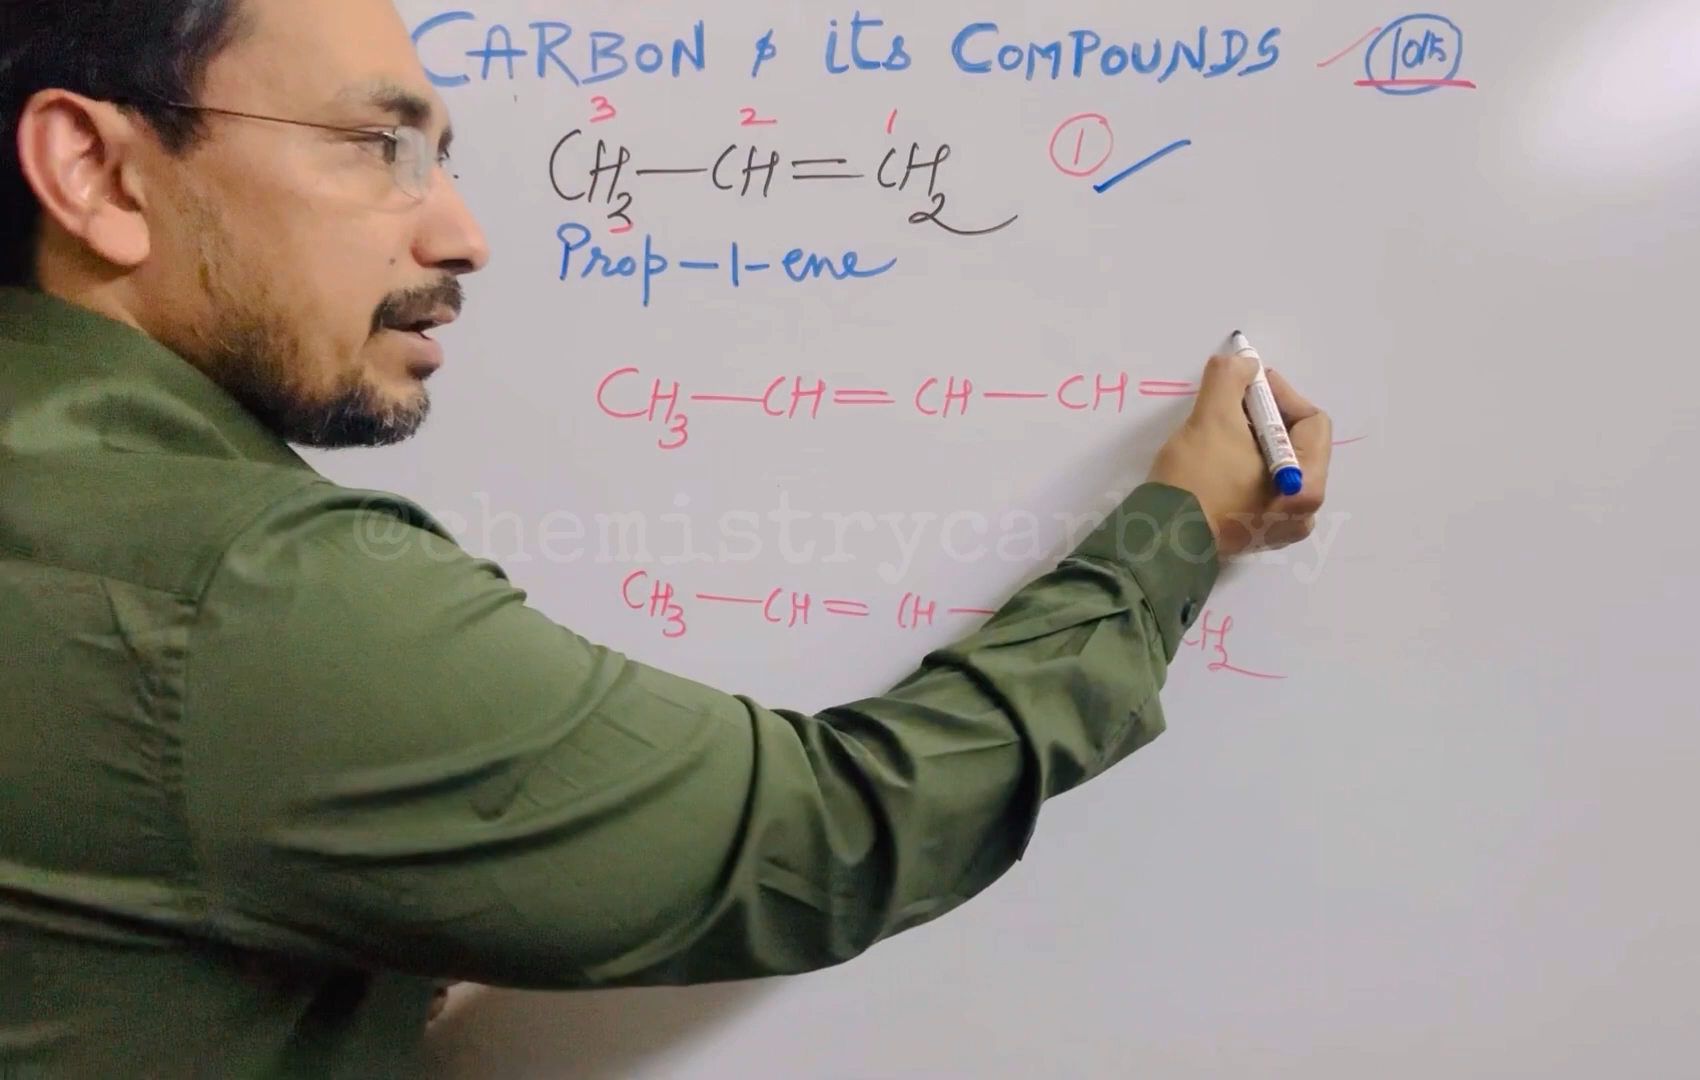 CARBON & its COMPOUNDS 10th
3 2 1
CH3—CH=CH2 ①
Prop-1-ene
CH3—CH=CH—CH=
@chemistrycarboxy
CH3—CH=CH— CH2